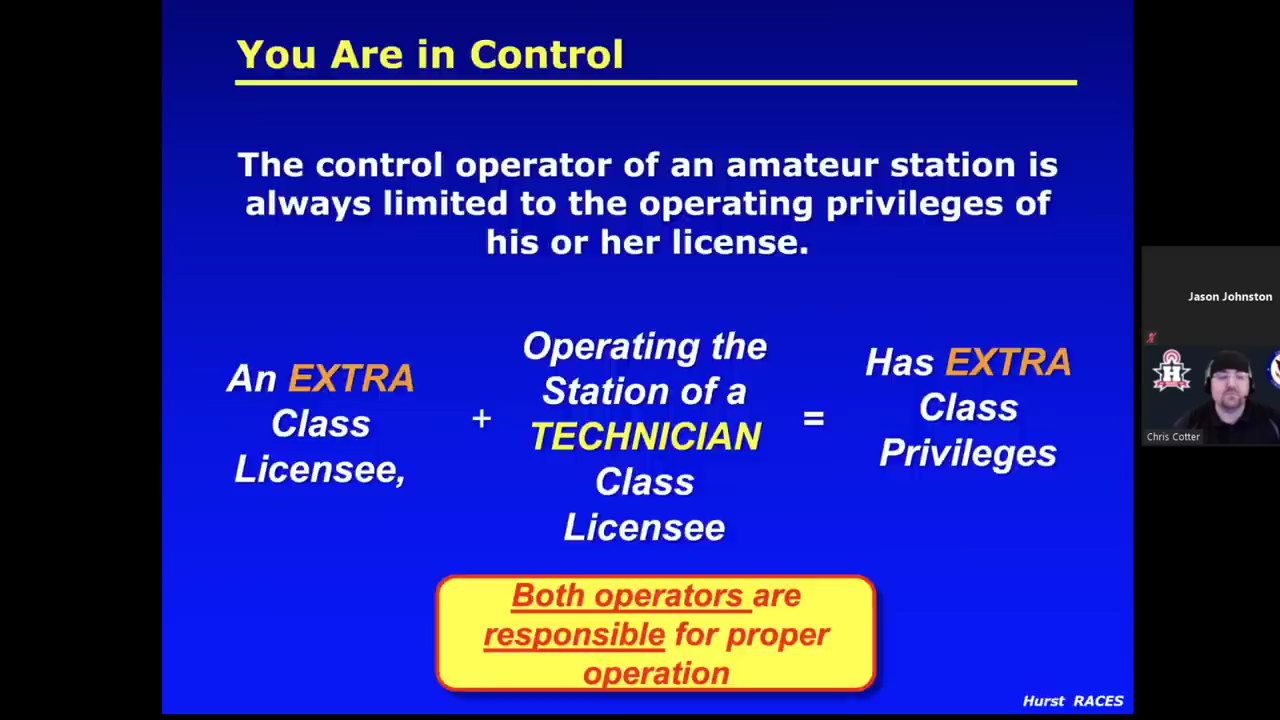 You Are in Control
The control operator of an amateur station is
always limited to the operating privileges of
his or her license.
An EXTRA
Class
Licensee,
+
Operating the
Station of a
TECHNICIAN
Class
Licensee
=
Has EXTRA
Class
Privileges
Both operators are
responsible for proper
operation
Hurst RACES
Jason Johnston
H
Chris Cotter